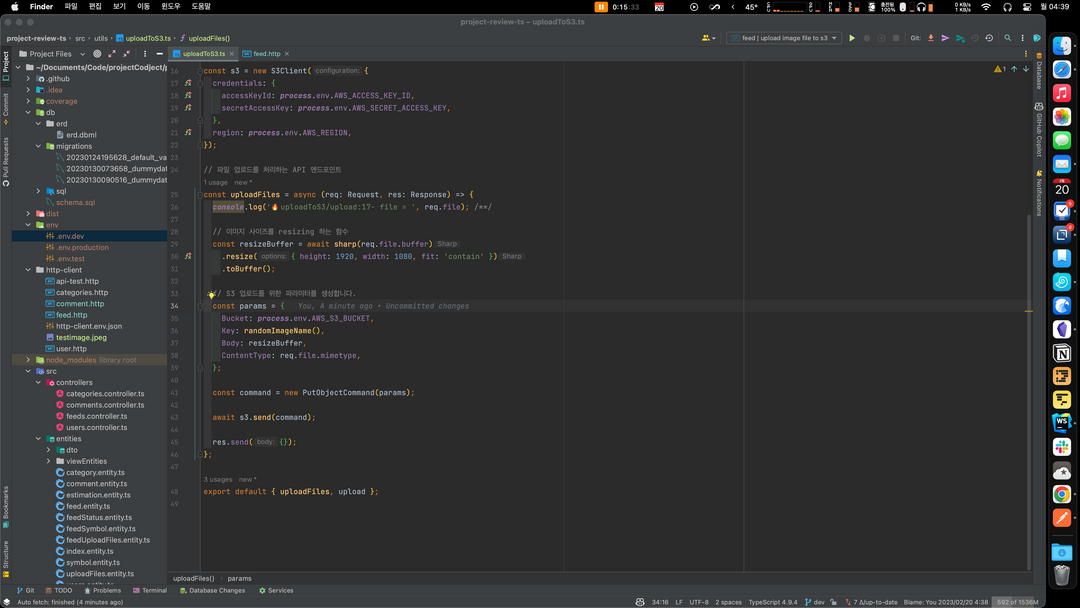 Finder 파일 편집 보기 이동 윈도우 도움말
0:15:33
20
45°
100 %
0 KB/s
1 KB/s
월 04:39
project-review-ts – uploadToS3.ts
project-review-ts › src › utils › uploadToS3.ts › uploadFiles()
feed | upload image file to s3
Git:
Project Files
uploadToS3.ts
feed.http
Project
Commit
Pull Requests
Bookmarks
Structure
Database
GitHub Copilot
Notifications
~/Documents/Code/projectCodject/p
.github
.idea
coverage
db
erd
erd.dbml
migrations
20230124195628_default_va
20230130073658_dummydat
20230130090516_dummydat
sql
schema.sql
dist
env
.env.dev
.env.production
.env.test
http-client
api-test.http
categories.http
comment.http
feed.http
http-client.env.json
testimage.jpeg
user.http
node_modules library root
src
controllers
categories.controller.ts
comments.controller.ts
feeds.controller.ts
users.controller.ts
entities
dto
viewEntities
category.entity.ts
comment.entity.ts
estimation.entity.ts
feed.entity.ts
feedStatus.entity.ts
feedSymbol.entity.ts
feedUploadFiles.entity.ts
index.entity.ts
symbol.entity.ts
uploadFiles.entity.ts
1
16 const s3 = new S3Client( configuration: {
17 credentials: {
18 accessKeyId: process.env.AWS_ACCESS_KEY_ID,
19 secretAccessKey: process.env.AWS_SECRET_ACCESS_KEY,
20 },
21 region: process.env.AWS_REGION,
22 });
23
24 // 파일 업로드를 처리하는 API 엔드포인트
1 usage new *
25 const uploadFiles = async (req: Request, res: Response) => {
26 console.log('🔥uploadToS3/upload:17- file = ', req.file); /**/
27
28 // 이미지 사이즈를 resizing 하는 함수
29 const resizeBuffer = await sharp(req.file.buffer) Sharp
30 .resize( options: { height: 1920, width: 1080, fit: 'contain' }) Sharp
31 .toBuffer();
32
33 // S3 업로드를 위한 파라미터를 생성합니다.
34 const params = { You, A minute ago • Uncommitted changes
35 Bucket: process.env.AWS_S3_BUCKET,
36 Key: randomImageName(),
37 Body: resizeBuffer,
38 ContentType: req.file.mimetype,
39 };
40
41 const command = new PutObjectCommand(params);
42
43 await s3.send(command);
44
45 res.send( body: {});
46 };
47
3 usages new *
48 export default { uploadFiles, upload };
49
uploadFiles() › params
Git TODO Problems Terminal Database Changes Services
Auto fetch: finished (4 minutes ago)
34:16 LF UTF-8 2 spaces TypeScript 4.9.4 dev 7 Δ/up-to-date Blame: You 2023/02/20 4:38 592 of 1536M